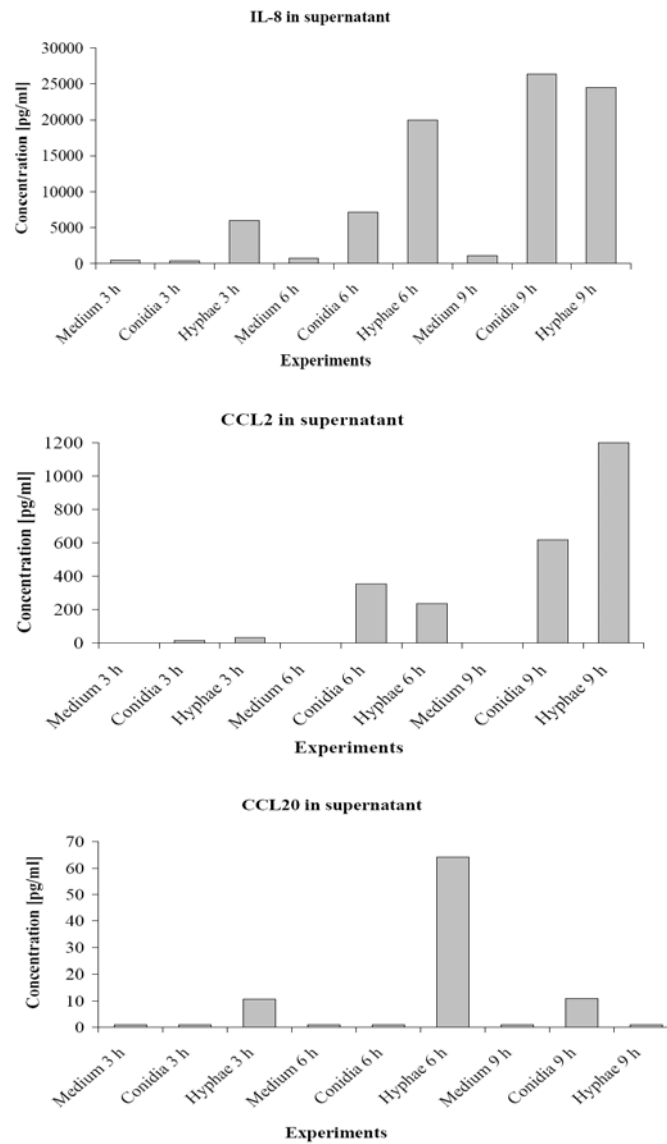 IL-8 in supernatant
Concentration [pg/ml]
30000
25000
20000
15000
10000
5000
0
Medium 3 h
Conidia 3 h
Hyphae 3 h
Medium 6 h
Conidia 6 h
Hyphae 6 h
Medium 9 h
Conidia 9 h
Hyphae 9 h
Experiments
CCL2 in supernatant
Concentration [pg/ml]
1200
1000
800
600
400
200
0
Medium 3 h
Conidia 3 h
Hyphae 3 h
Medium 6 h
Conidia 6 h
Hyphae 6 h
Medium 9 h
Conidia 9 h
Hyphae 9 h
Experiments
CCL20 in supernatant
Concentration [pg/ml]
70
60
50
40
30
20
10
0
Medium 3 h
Conidia 3 h
Hyphae 3 h
Medium 6 h
Conidia 6 h
Hyphae 6 h
Medium 9 h
Conidia 9 h
Hyphae 9 h
Experiments